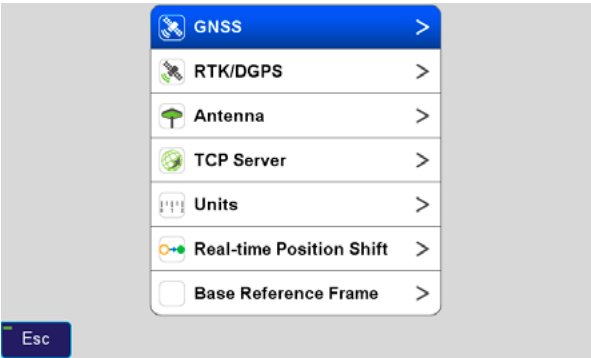 GNSS >
RTK/DGPS >
Antenna >
TCP Server >
Units >
Real-time Position Shift >
Base Reference Frame >
Esc